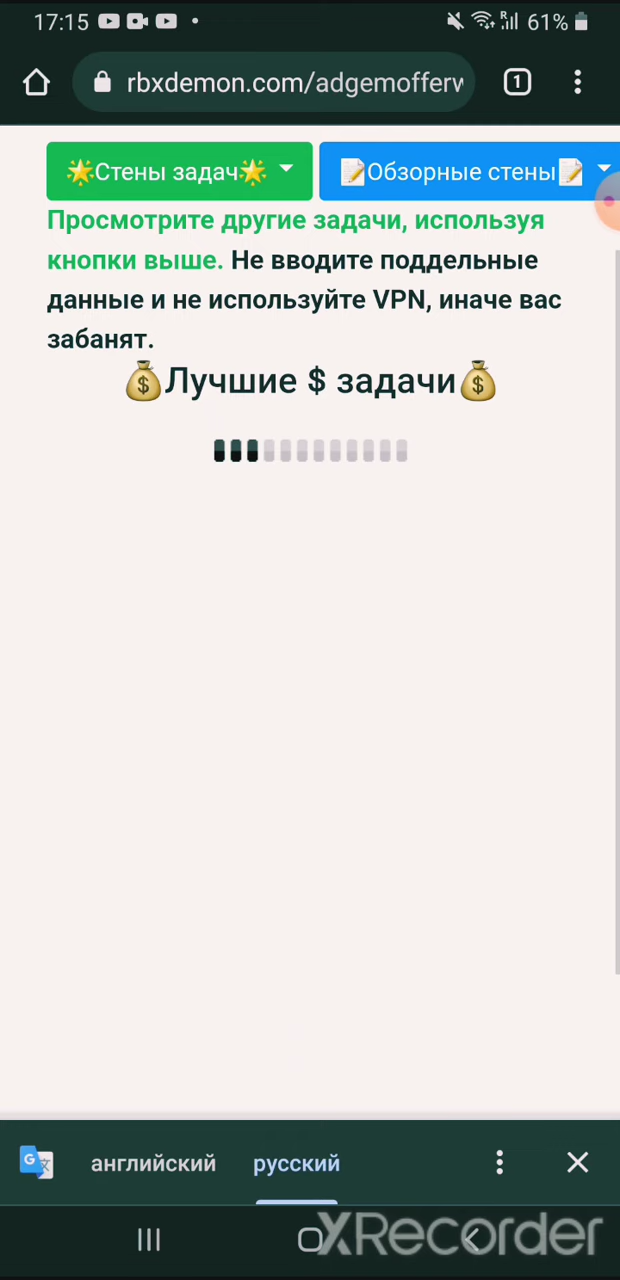 17:15
61%
rbxdemon.com/adgemofferw
1
🌟Стены задач🌟
📝Обзорные стены📝
Просмотрите другие задачи, используя
кнопки выше. Не вводите поддельные
данные и не используйте VPN, иначе вас
забанят.
💰Лучшие $ задачи💰
английский
русский
XRecorder